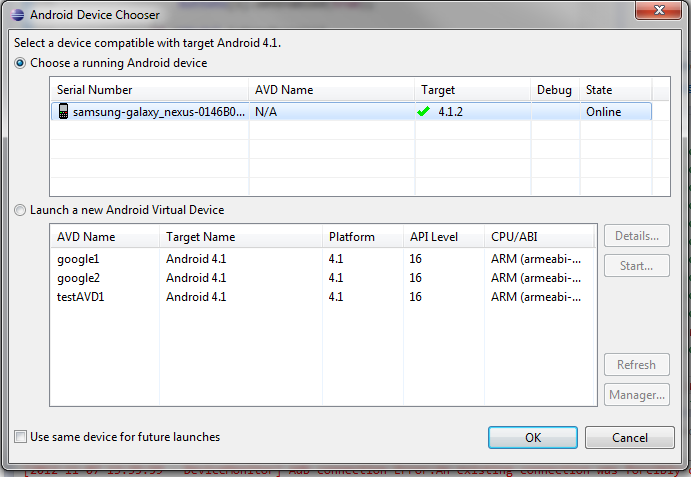 Android Device Chooser
Select a device compatible with target Android 4.1.
Choose a running Android device
Serial Number AVD Name Target Debug State
samsung-galaxy_nexus-0146B0... N/A 4.1.2 Online
Launch a new Android Virtual Device
AVD Name Target Name Platform API Level CPU/ABI
google1 Android 4.1 4.1 16 ARM (armeabi-...
google2 Android 4.1 4.1 16 ARM (armeabi-...
testAVD1 Android 4.1 4.1 16 ARM (armeabi-...
Details...
Start...
Refresh
Manager...
Use same device for future launches
OK Cancel